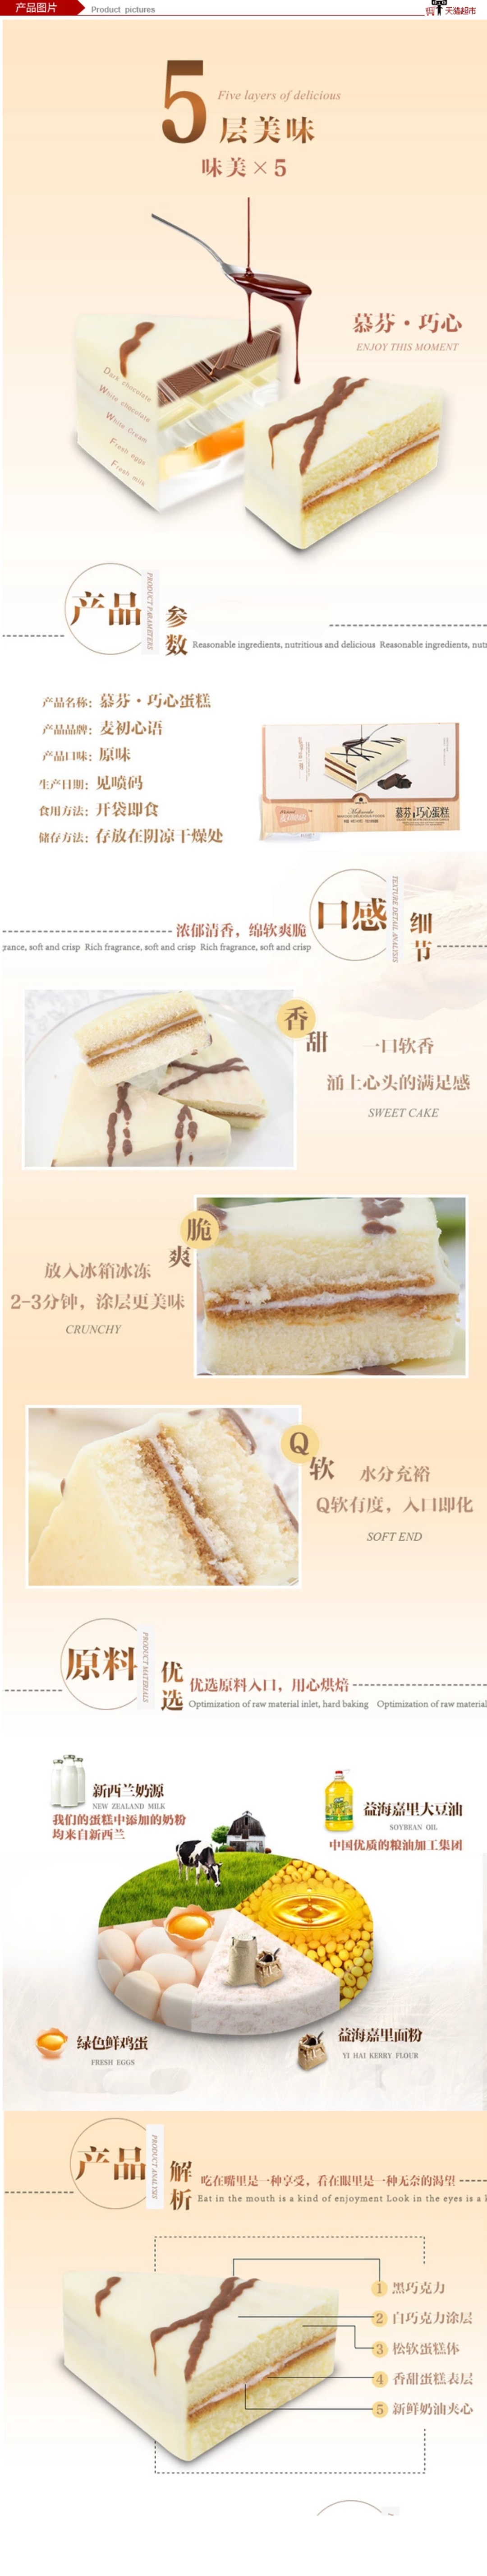 产品图片
Product pictures
天猫超市
5
Five layers of delicious
层美味
味美×5
慕芬·巧心
ENJOY THIS MOMENT
Dark chocolate
White chocolate
White cream
Fresh eggs
Fresh milk
产品
PRODUCT PARAMETERS
参数
Reasonable ingredients, nutritious and delicious Reasonable ingredients, nutr
产品名称：慕芬·巧心蛋糕
产品品牌：麦初心语
产品口味：原味
生产日期：见喷码
食用方法：开袋即食
储存方法：存放在阴凉干燥处
慕芬·巧心蛋糕
口感
TEXTURE DETAIL ANALYSIS
细节
浓郁清香，绵软爽脆
grance, soft and crisp Rich fragrance, soft and crisp Rich fragrance, soft and crisp
香甜
一口软香
涌上心头的满足感
SWEET CAKE
脆爽
放入冰箱冰冻
2-3分钟，涂层更美味
CRUNCHY
Q软
水分充裕
Q软有度，入口即化
SOFT END
原料
PRODUCT MATERIALS
优选
优选原料入口，用心烘焙
Optimization of raw material inlet, hard baking Optimization of raw material
新西兰奶源
NEW ZEALAND MILK
我们的蛋糕中添加的奶粉
均来自新西兰
益海嘉里大豆油
SOYBEAN OIL
中国优质的粮油加工集团
绿色鲜鸡蛋
FRESH EGGS
益海嘉里面粉
YI HAI KERRY FLOUR
产品
PRODUCT ANALYSIS
解析
吃在嘴里是一种享受，看在眼里是一种无奈的渴望
Eat in the mouth is a kind of enjoyment Look in the eyes is a
1 黑巧克力
2 白巧克力涂层
3 松软蛋糕体
4 香甜蛋糕表层
5 新鲜奶油夹心